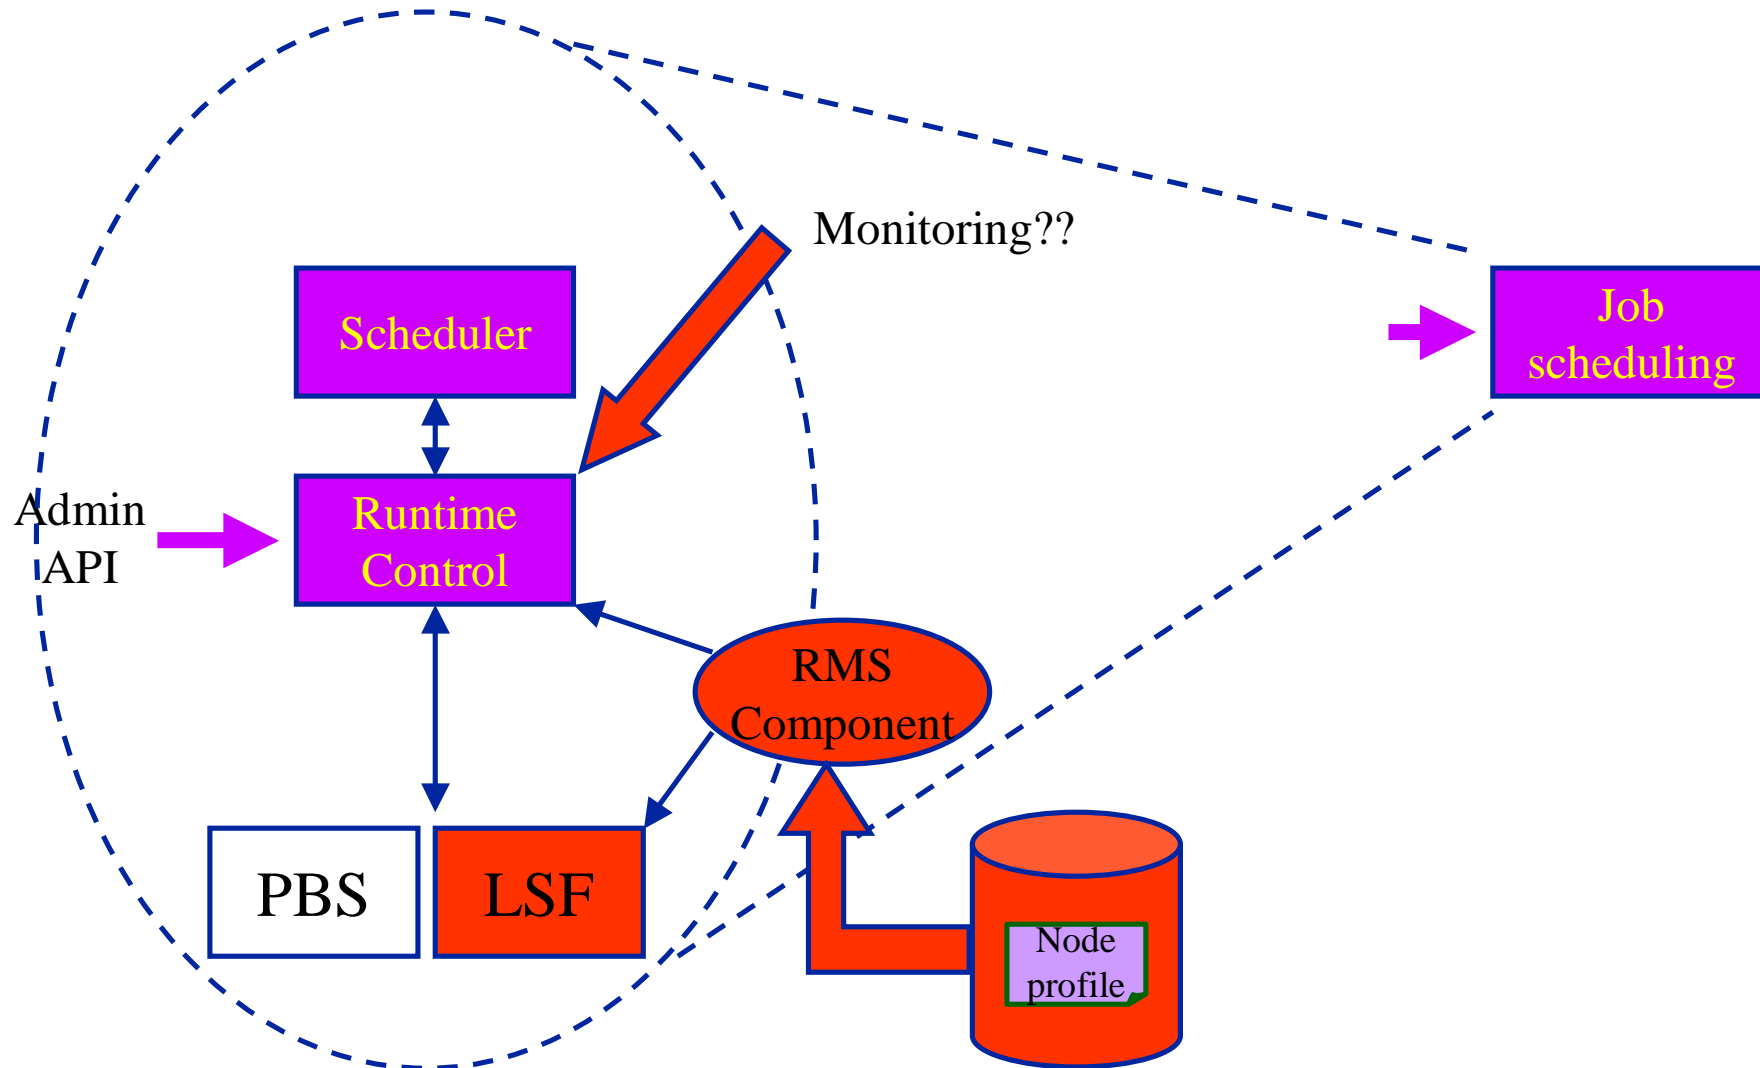 Monitoring??
Scheduler
Job
scheduling
Admin
API
Runtime
Control
RMS
Component
PBS
LSF
Node
profile